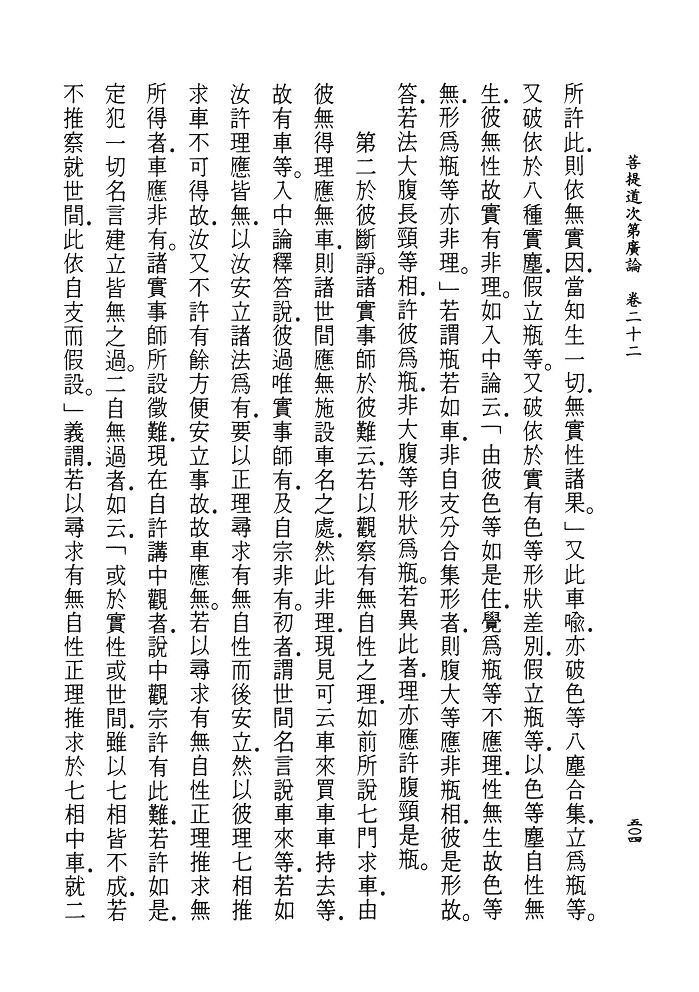 菩提道次第廣論　卷二十二
五〇四
所許此．則依無實因．當知生一切．無實性諸果。」又此車喻．亦破色等八塵合集．立爲瓶等。
又破依於八種實塵．假立瓶等。又破依於實有色等形狀差別．假立瓶等．以色等塵自性無
生．彼無性故實有非理。如入中論云．「由彼色等如是住．覺爲瓶等不應理．性無生故色等
無．形爲瓶等亦非理。」若謂瓶若如車．非自支分合集形者．則腹大等應非瓶相．彼是形故。
答．若法大腹長頸等相．許彼爲瓶．非大腹等形狀爲瓶。若異此者．理亦應許腹頸是瓶。
　　第二於彼斷諍。諸實事師於彼難云．若以觀察有無自性之理．如前所說七門求車．由
彼無得理應無車．則諸世間應無施設車名之處．然此非理．現見可云車來買車車持去等．
故有車等。入中論釋答說．彼過唯實事師有．及自宗非有。初者．謂世間名言說車來等．若如
汝許理應皆無．以汝安立諸法爲有．要以正理尋求有無自性而後安立．然以彼理七相推
求車不可得故．汝又不許有餘方便安立事故．故車應無。若以尋求有無自性正理推求無
所得者．車應非有。諸實事師所設徵難．現在自許講中觀者．說中觀宗許有此難．若許如是．
定犯一切名言建立皆無之過。二自無過者．如云．「或於實性或世間．雖以七相皆不成．若
不推察就世間．此依自支而假設。」義謂．若以尋求有無自性正理推求．於七相中車．就二